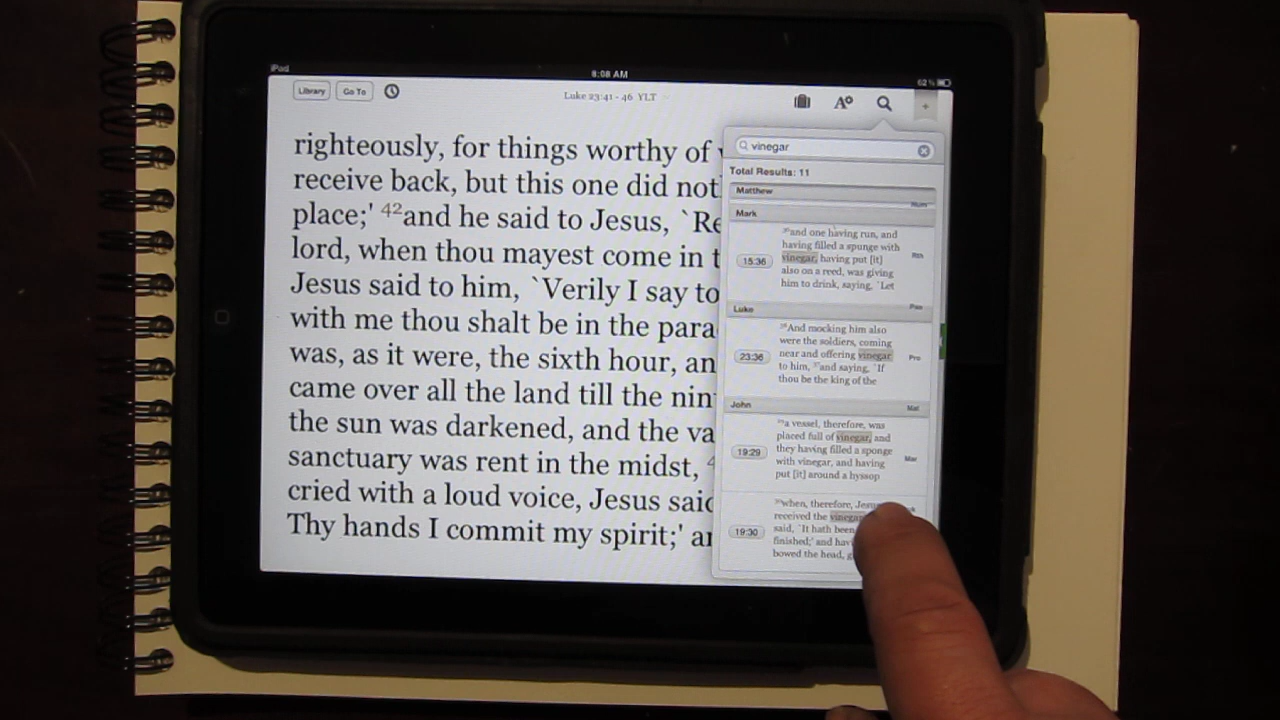 iPod
8:08 AM
62%
Library
Go To
Luke 23:41 - 46 YLT
righteously, for things worthy of
receive back, but this one did not
place;' 42and he said to Jesus, `Re
lord, when thou mayest come in t
Jesus said to him, `Verily I say to
with me thou shalt be in the para
was, as it were, the sixth hour, an
came over all the land till the nin
the sun was darkened, and the va
sanctuary was rent in the midst, 4
cried with a loud voice, Jesus said
Thy hands I commit my spirit;' an
vinegar
Total Results: 11
Matthew
Num
Mark
15:36
36and one having run, and
having filled a spunge with
vinegar, having put [it]
also on a reed, was giving
him to drink, saying, `Let
Rth
Luke
Psa
23:36
36And mocking him also
were the soldiers, coming
near and offering vinegar
to him, 37and saying, `If
thou be the king of the
Pro
John
Mat
19:29
29a vessel, therefore, was
placed full of vinegar, and
they having filled a sponge
with vinegar, and having
put [it] around a hyssop
Mar
19:30
30when, therefore, Jesus
received the vinegar
said, `It hath been
finished;' and havi
bowed the head, g